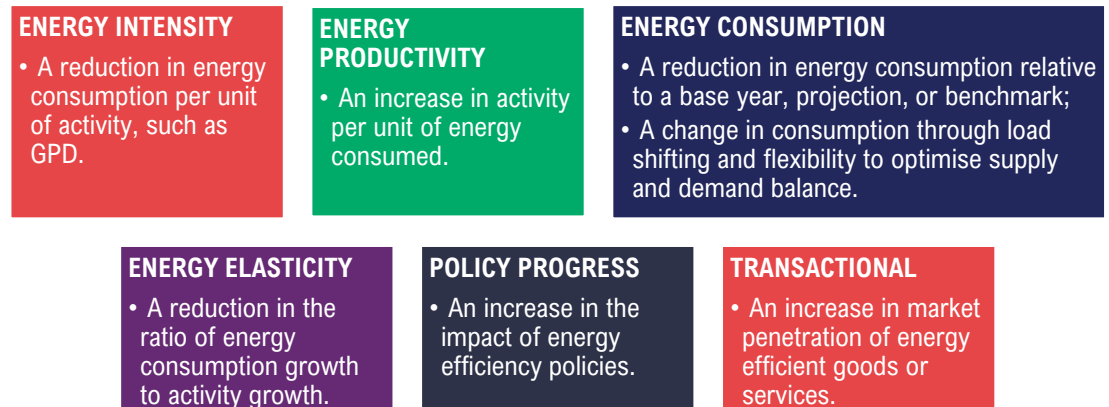 ENERGY INTENSITY
• A reduction in energy
consumption per unit
of activity, such as
GPD.
ENERGY
PRODUCTIVITY
• An increase in activity
per unit of energy
consumed.
ENERGY CONSUMPTION
• A reduction in energy consumption relative
to a base year, projection, or benchmark;
• A change in consumption through load
shifting and flexibility to optimise supply
and demand balance.
ENERGY ELASTICITY
• A reduction in the
ratio of energy
consumption growth
to activity growth.
POLICY PROGRESS
• An increase in the
impact of energy
efficiency policies.
TRANSACTIONAL
• An increase in market
penetration of energy
efficient goods or
services.